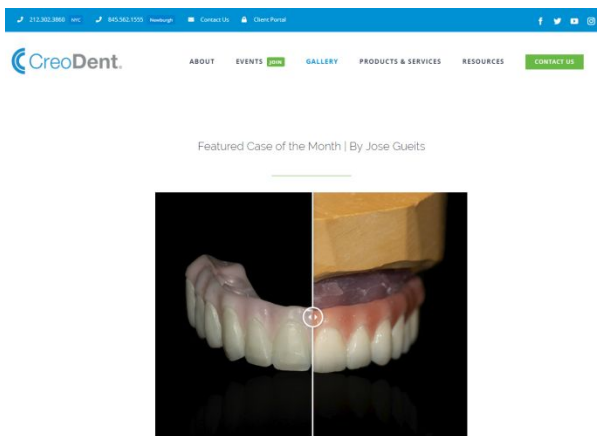 212.302.3860 NYC 845.562.1555 Newburgh Contact Us Client Portal
CreoDent.
ABOUT EVENTS JOIN GALLERY PRODUCTS & SERVICES RESOURCES CONTACT US
Featured Case of the Month | By Jose Gueits